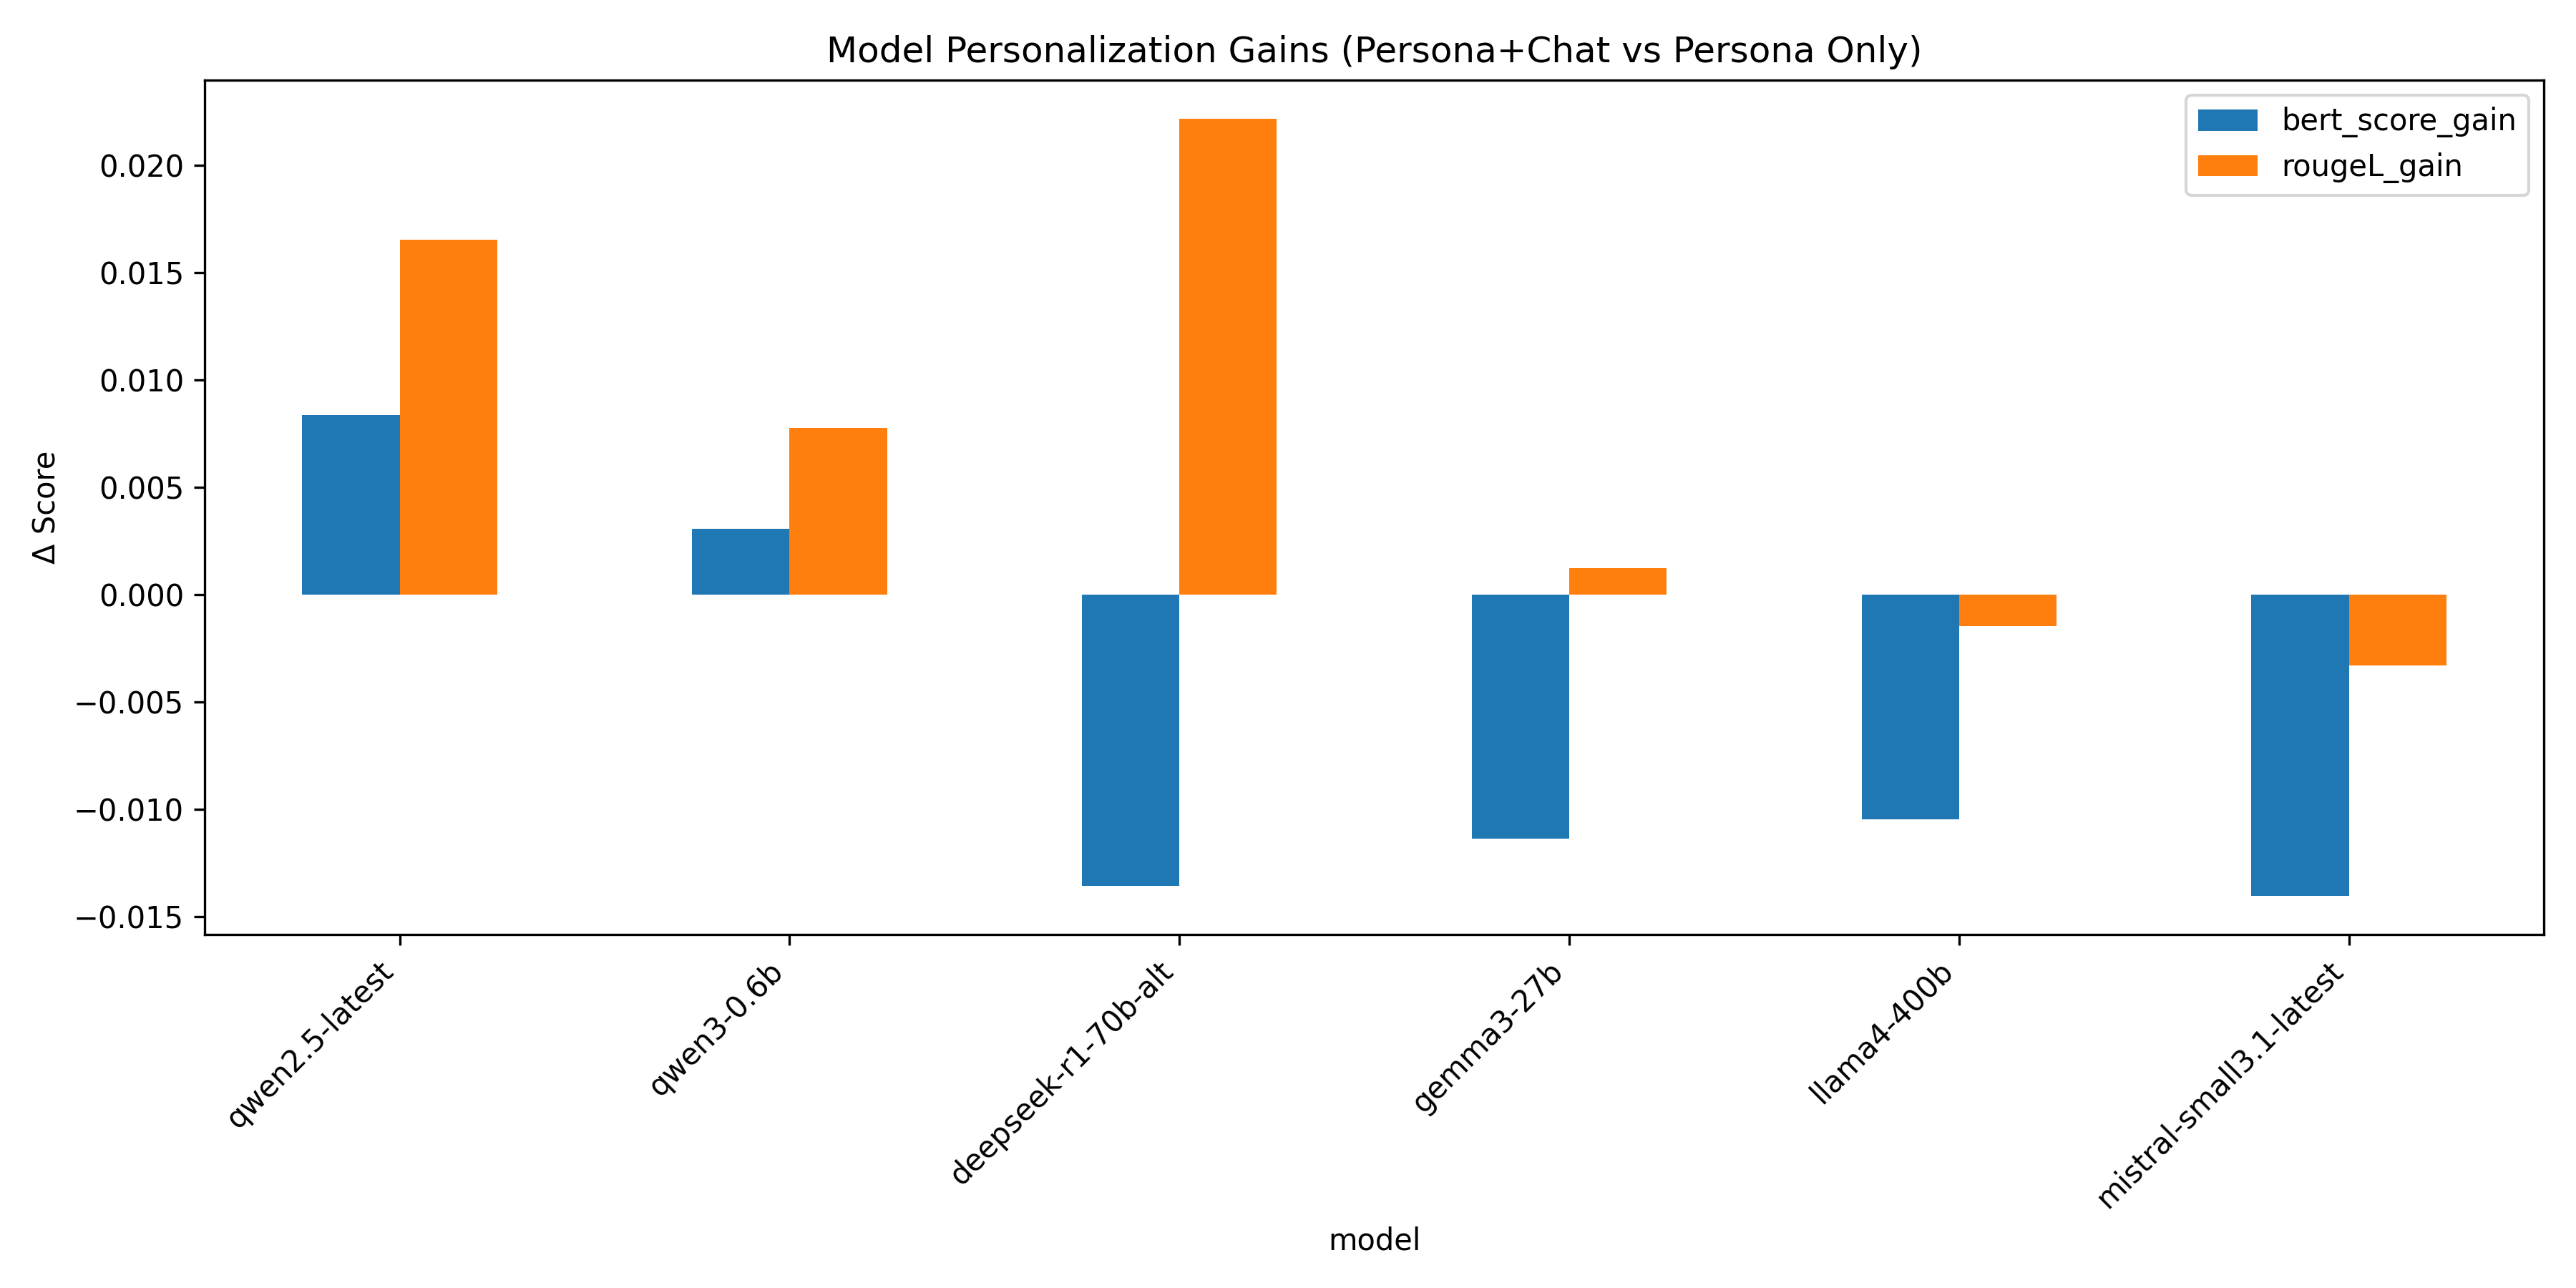 Model Personalization Gains (Persona+Chat vs Persona Only)
bert_score_gain
rougeL_gain
0.020
0.015
0.010
0.005
0.000
−0.005
−0.010
−0.015
Δ Score
qwen2.5-latest
qwen3-0.6b
deepseek-r1-70b-alt
gemma3-27b
llama4-400b
mistral-small3.1-latest
model